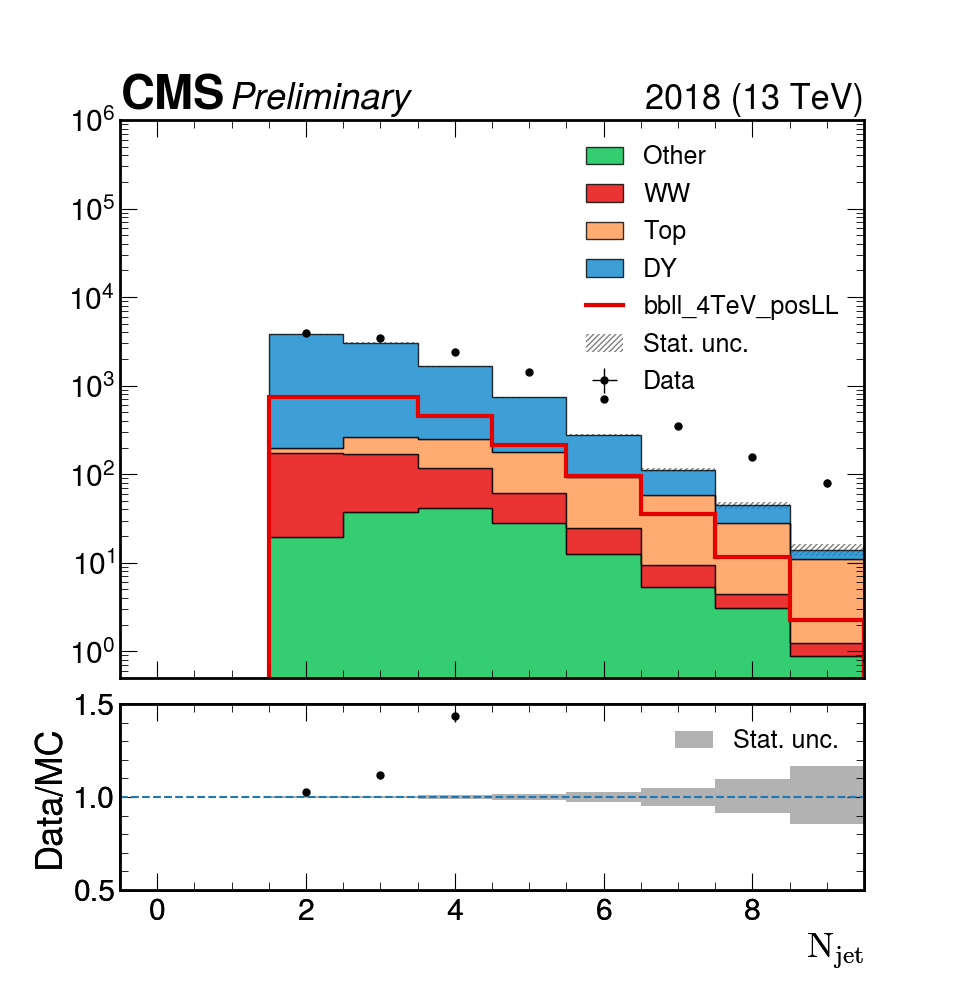 CMS Preliminary 2018 (13 TeV)
10^6
10^5
10^4
10^3
10^2
10^1
10^0
Other
WW
Top
DY
bbll_4TeV_posLL
Stat. unc.
Data
1.5
1.0
0.5
Data/MC
Stat. unc.
0 2 4 6 8
N_jet